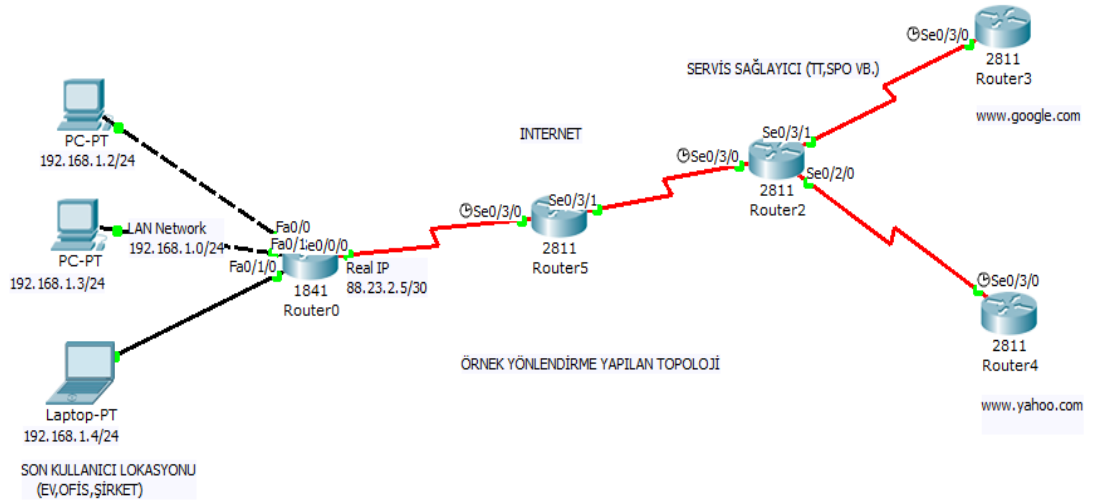 Se0/3/0
2811
Router3
www.google.com
SERVİS SAĞLAYICI (TT,SPO VB.)
PC-PT
192.168.1.2/24
INTERNET
Se0/3/1
Se0/3/0
Se0/2/0
2811
Router2
Fa0/0
LAN Network
192.168.1.0/24
Fa0/1
Se0/3/0
Se0/3/1
2811
Router5
PC-PT
192.168.1.3/24
Fa0/1/0
e0/0/0
Real IP
88.23.2.5/30
1841
Router0
Se0/3/0
2811
Router4
www.yahoo.com
ÖRNEK YÖNLENDİRME YAPILAN TOPOLOJİ
Laptop-PT
192.168.1.4/24
SON KULLANICI LOKASYONU
(EV,OFİS,ŞİRKET)